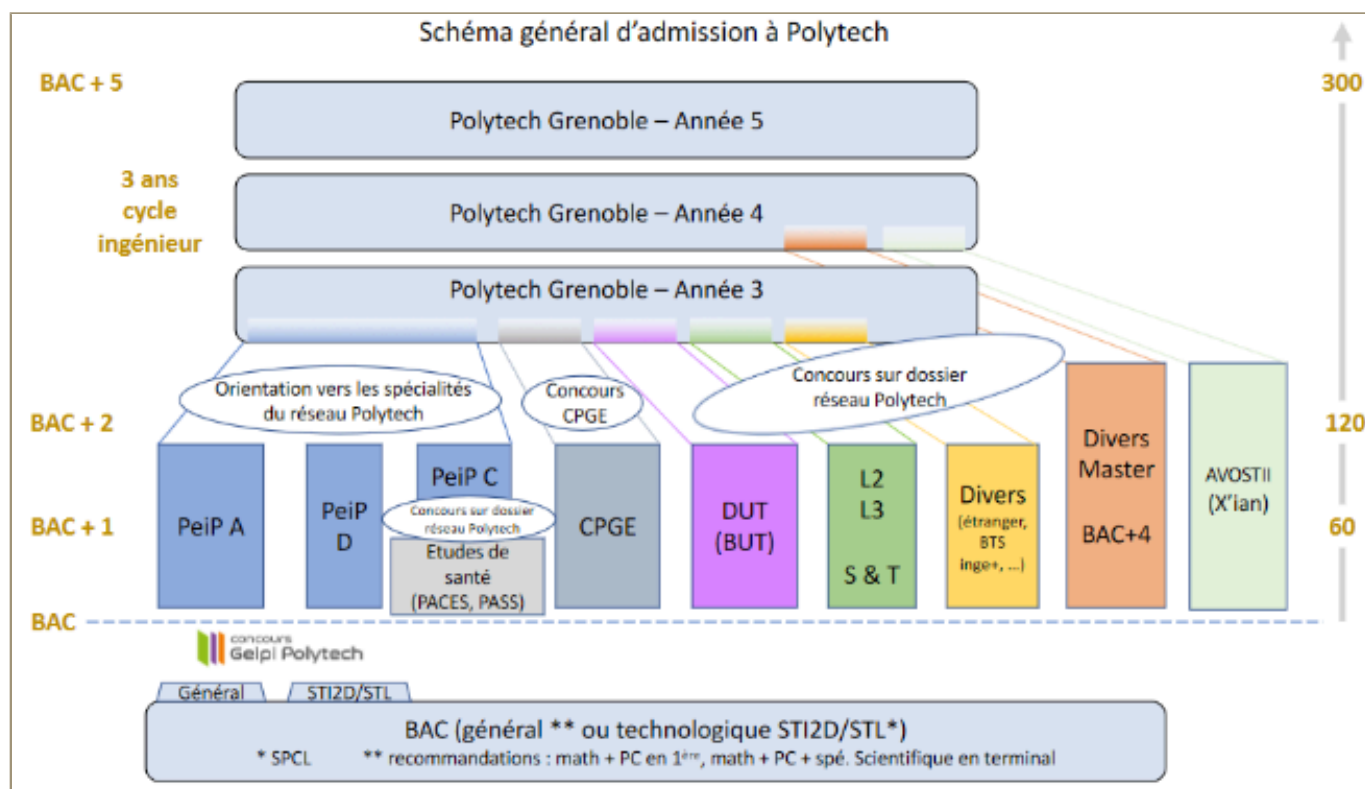 Schéma général d'admission à Polytech
BAC + 5
300
Polytech Grenoble – Année 5
3 ans
cycle
ingénieur
Polytech Grenoble – Année 4
Polytech Grenoble – Année 3
Orientation vers les spécialités
du réseau Polytech
Concours
CPGE
Concours sur dossier
réseau Polytech
BAC + 2
120
BAC + 1
60
PeiP A
PeiP
D
PeiP C
Concours sur dossier
réseau Polytech
Etudes de
santé
(PACES, PASS)
CPGE
DUT
(BUT)
L2
L3
S & T
Divers
(étranger,
BTS
inge+, ...)
Divers
Master
BAC+4
AVOSTII
(X'ian)
BAC
concours
Geipi Polytech
Général
STI2D/STL
BAC (général ** ou technologique STI2D/STL*)
* SPCL ** recommandations : math + PC en 1ère, math + PC + spé. Scientifique en terminal